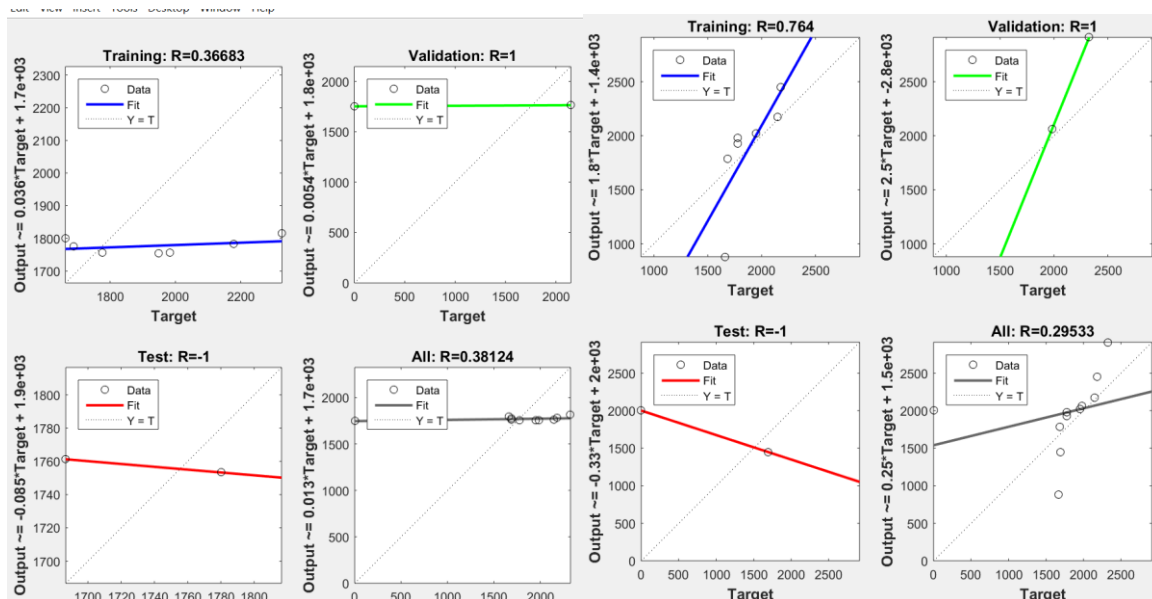 Edit View Insert Tools Desktop Window Help
Training: R=0.36683
Output ~= 0.036*Target + 1.7e+03
2300
2200
2100
2000
1900
1800
1700
Data
Fit
Y = T
1800 2000 2200
Target
Validation: R=1
Output ~= 0.0054*Target + 1.8e+03
2000
1500
1000
500
0
Data
Fit
Y = T
0 500 1000 1500 2000
Target
Training: R=0.764
Output ~= 1.8*Target + -1.4e+03
2500
2000
1500
1000
Data
Fit
Y = T
1000 1500 2000 2500
Target
Validation: R=1
Output ~= 2.5*Target + -2.8e+03
2500
2000
1500
1000
Data
Fit
Y = T
1000 1500 2000 2500
Target
Test: R=-1
Output ~= -0.085*Target + 1.9e+03
1800
1780
1760
1740
1720
1700
Data
Fit
Y = T
1700 1720 1740 1760 1780 1800
All: R=0.38124
Output ~= 0.013*Target + 1.7e+03
2000
1500
1000
500
0
Data
Fit
Y = T
0 500 1000 1500 2000
Test: R=-1
Output ~= -0.33*Target + 2e+03
2500
2000
1500
1000
500
0
Data
Fit
Y = T
0 500 1000 1500 2000 2500
Target
All: R=0.29533
Output ~= 0.25*Target + 1.5e+03
2500
2000
1500
1000
500
0
Data
Fit
Y = T
0 500 1000 1500 2000 2500
Target